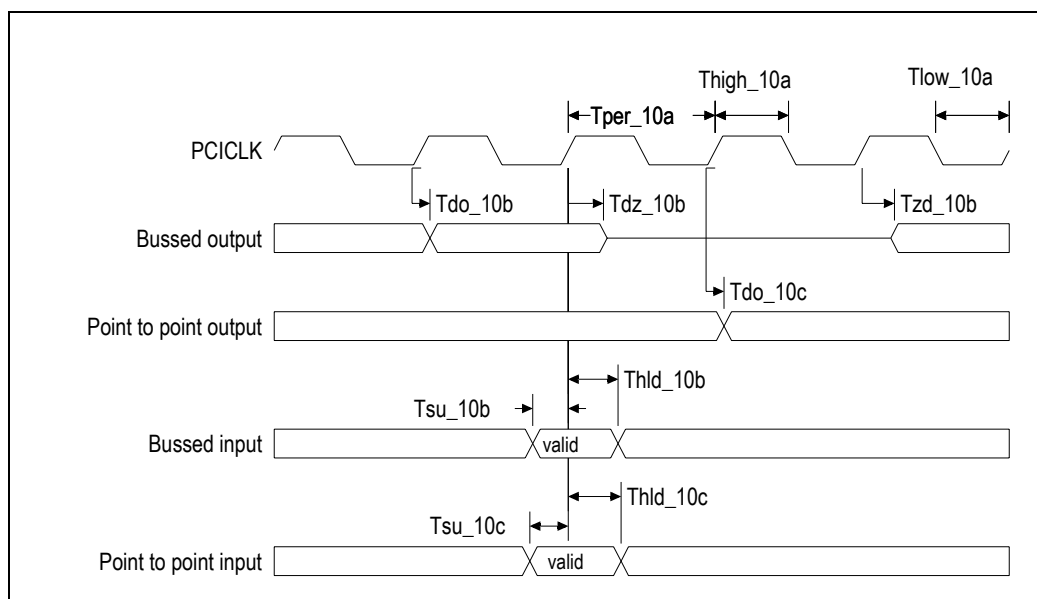 Thigh_10a
Tlow_10a
Tper_10a
PCICLK
Tdo_10b
Tdz_10b
Tzd_10b
Bussed output
Tdo_10c
Point to point output
Thld_10b
Tsu_10b
Bussed input
valid
Thld_10c
Tsu_10c
Point to point input
valid